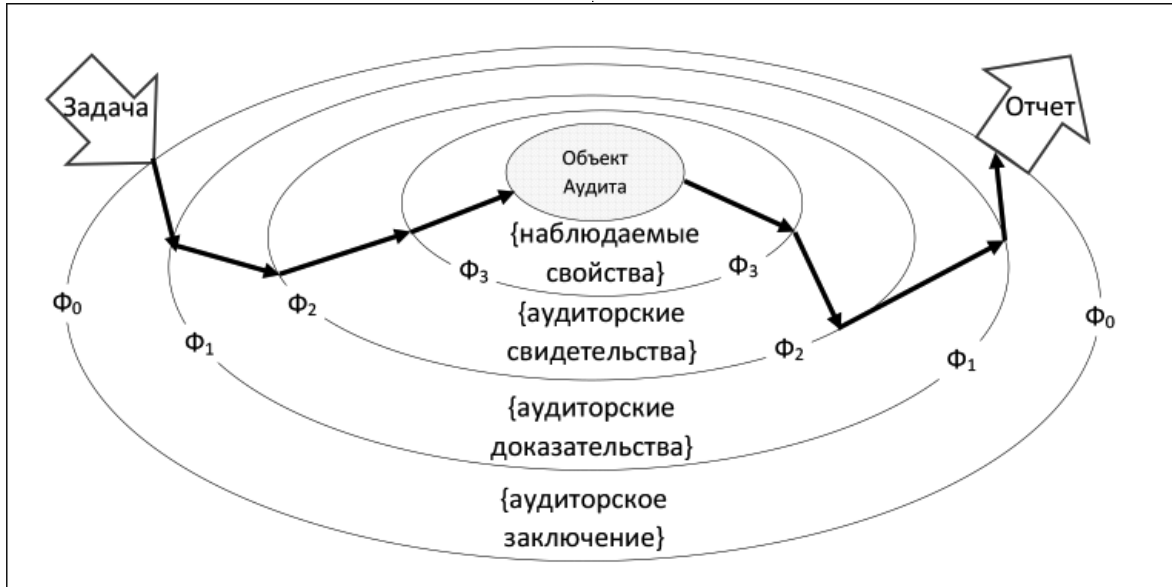 Задача
Отчет
Объект
Аудита
{наблюдаемые
свойства}
Ф3
Ф3
Ф0
Ф2
{аудиторские
свидетельства}
Ф2
Ф0
Ф1
Ф1
{аудиторские
доказательства}
{аудиторское
заключение}